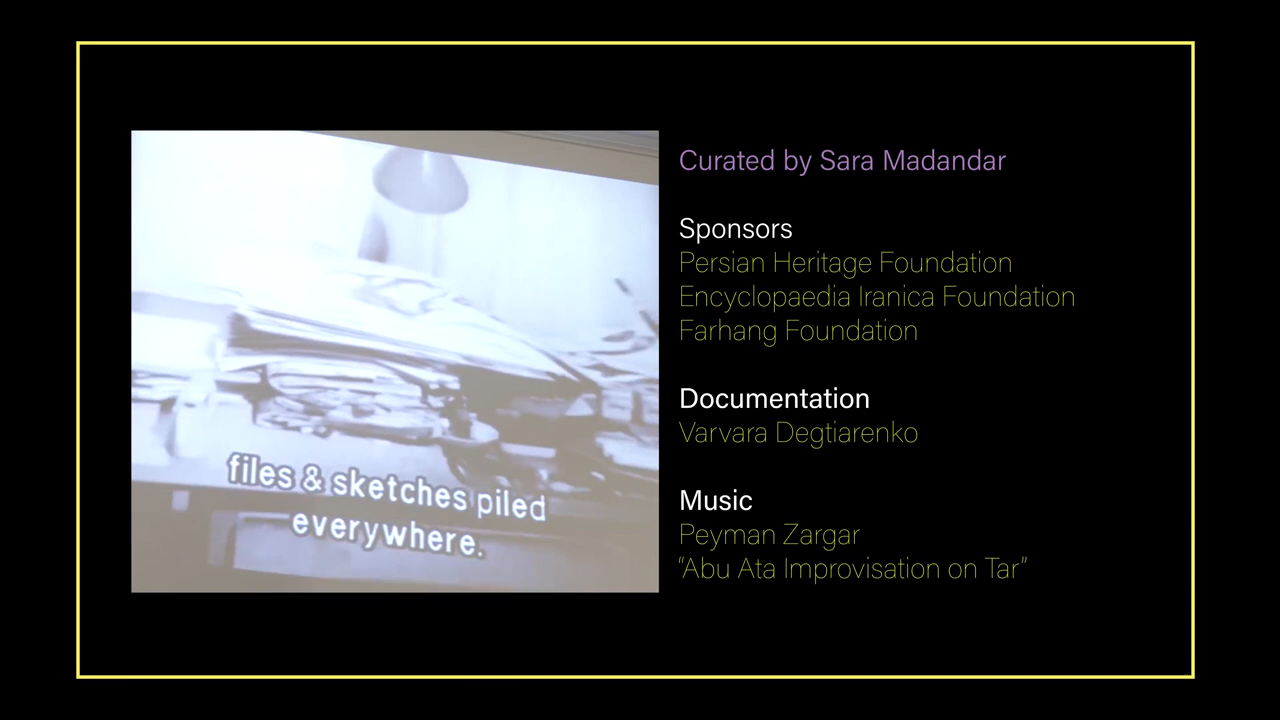 files & sketches piled
everywhere.
Curated by Sara Madandar
Sponsors
Persian Heritage Foundation
Encyclopaedia Iranica Foundation
Farhang Foundation
Documentation
Varvara Degtiarenko
Music
Peyman Zargar
“Abu Ata Improvisation on Tar”